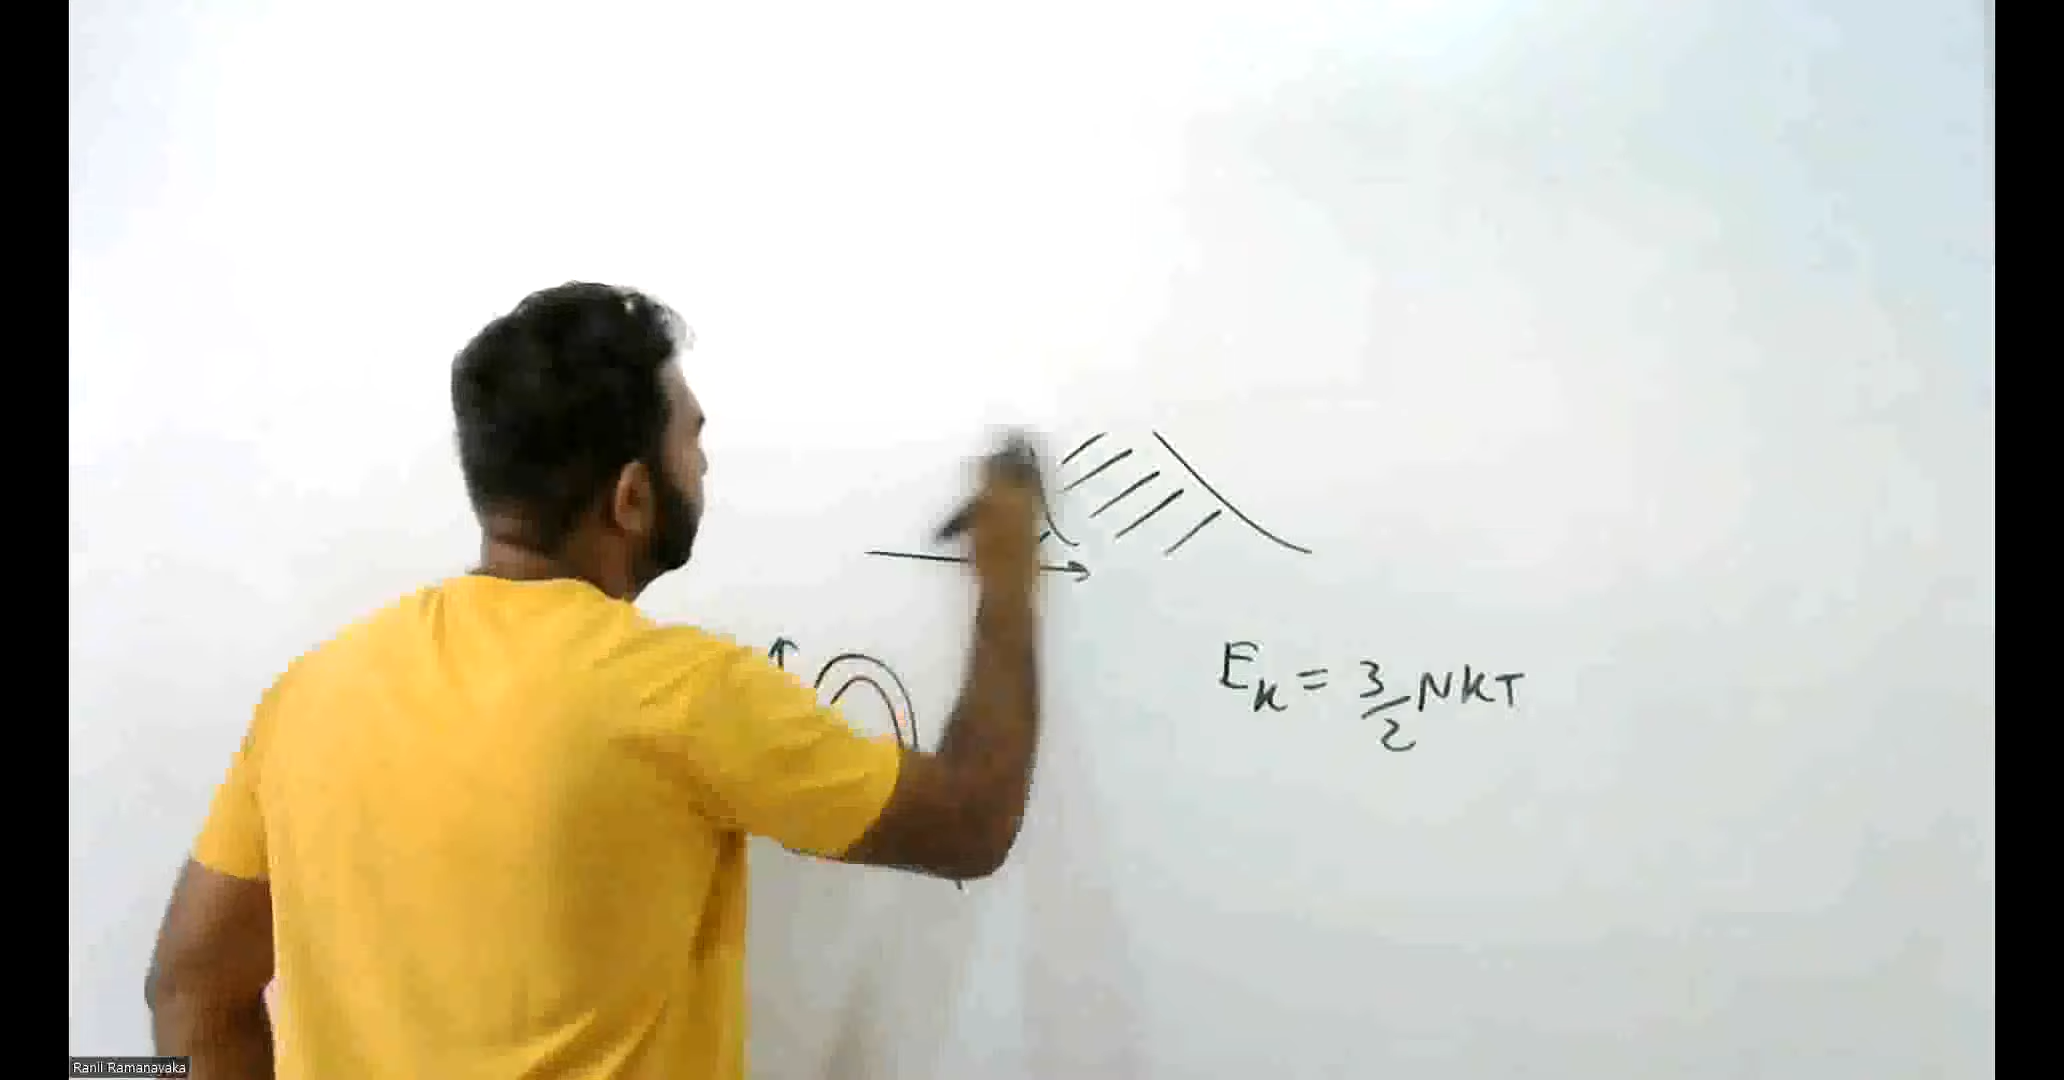 E_k = 3/2 NKT
Ranil Ramanayaka